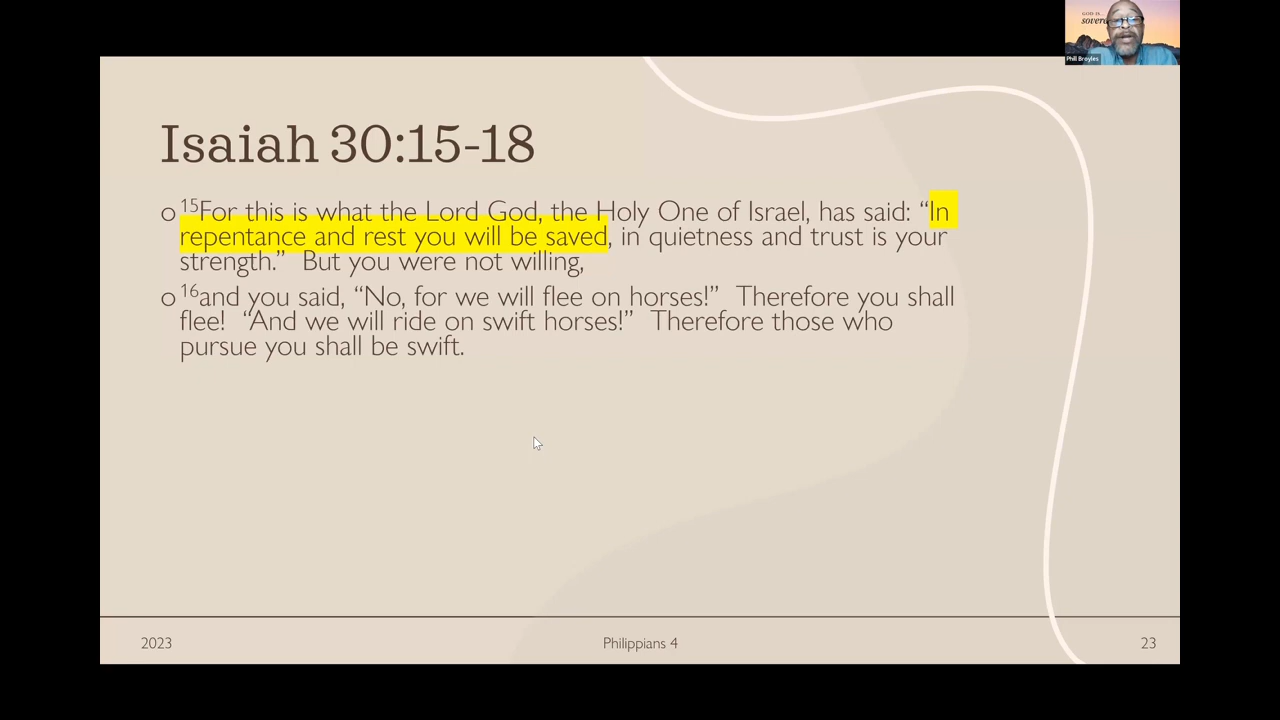 GOD IS...
Phill Broyles
Isaiah 30:15-18
o 15For this is what the Lord God, the Holy One of Israel, has said: “In
repentance and rest you will be saved, in quietness and trust is your
strength.”  But you were not willing,
o 16and you said, “No, for we will flee on horses!”  Therefore you shall
flee!  “And we will ride on swift horses!”  Therefore those who
pursue you shall be swift.
2023
Philippians 4
23